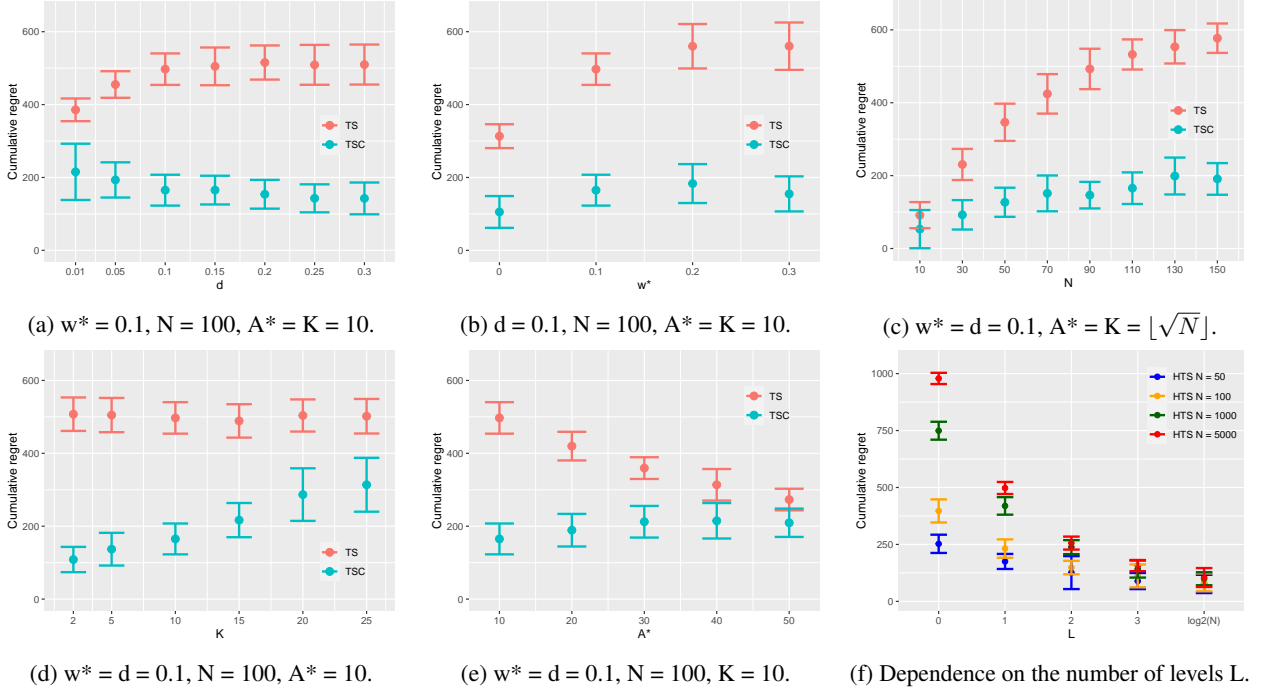 Cumulative regret
600
400
200
0
TS
TSC
0.01 0.05 0.1 0.15 0.2 0.25 0.3
d
(a) w* = 0.1, N = 100, A* = K = 10.
Cumulative regret
600
400
200
0
TS
TSC
0 0.1 0.2 0.3
w*
(b) d = 0.1, N = 100, A* = K = 10.
Cumulative regret
600
400
200
0
TS
TSC
10 30 50 70 90 110 130 150
N
(c) w* = d = 0.1, A* = K = ⌊√N⌋.
Cumulative regret
600
400
200
0
TS
TSC
2 5 10 15 20 25
K
(d) w* = d = 0.1, N = 100, A* = 10.
Cumulative regret
600
400
200
0
TS
TSC
10 20 30 40 50
A*
(e) w* = d = 0.1, N = 100, K = 10.
Cumulative regret
1000
750
500
250
0
HTS N = 50
HTS N = 100
HTS N = 1000
HTS N = 5000
0 1 2 3 log2(N)
L
(f) Dependence on the number of levels L.